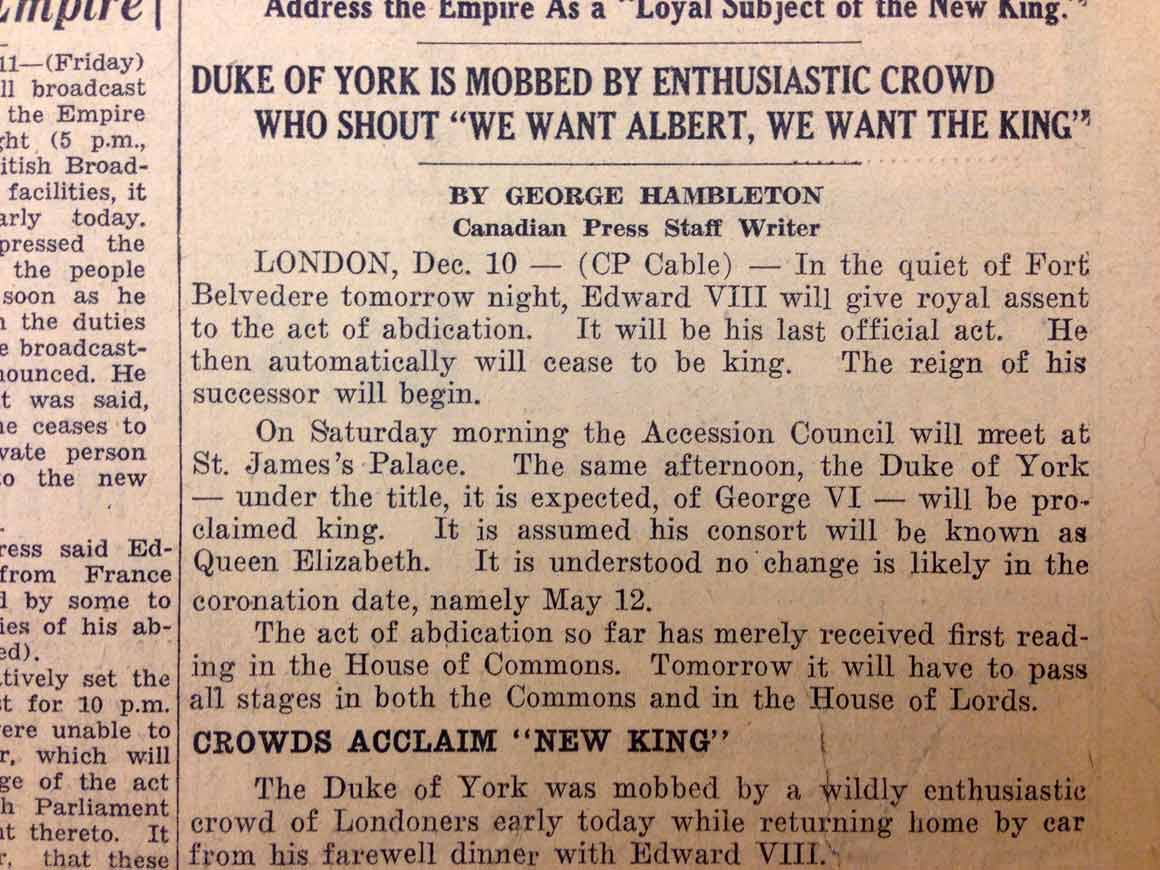 Empire
11—(Friday)
ll broadcast
the Empire
ght (5 p.m.,
itish Broad-
facilities, it
arly today.
pressed the
the people
soon as he
n the duties
e broadcast-
nounced. He
t was said,
ne ceases to
vate person
to the new
ress said Ed-
from France
d by some to
ies of his ab-
ed).
atively set the
st for 10 p.m.
ere unable to
r, which will
ge of the act
h Parliament
nt thereto. It
r, that these
Address the Empire As a "Loyal Subject of the New King."
DUKE OF YORK IS MOBBED BY ENTHUSIASTIC CROWD
WHO SHOUT "WE WANT ALBERT, WE WANT THE KING"
BY GEORGE HAMBLETON
Canadian Press Staff Writer
LONDON, Dec. 10 — (CP Cable) — In the quiet of Fort
Belvedere tomorrow night, Edward VIII will give royal assent
to the act of abdication. It will be his last official act. He
then automatically will cease to be king. The reign of his
successor will begin.
On Saturday morning the Accession Council will meet at
St. James's Palace. The same afternoon, the Duke of York
— under the title, it is expected, of George VI — will be pro-
claimed king. It is assumed his consort will be known as
Queen Elizabeth. It is understood no change is likely in the
coronation date, namely May 12.
The act of abdication so far has merely received first read-
ing in the House of Commons. Tomorrow it will have to pass
all stages in both the Commons and in the House of Lords.
CROWDS ACCLAIM "NEW KING"
The Duke of York was mobbed by a wildly enthusiastic
crowd of Londoners early today while returning home by car
from his farewell dinner with Edward VIII.